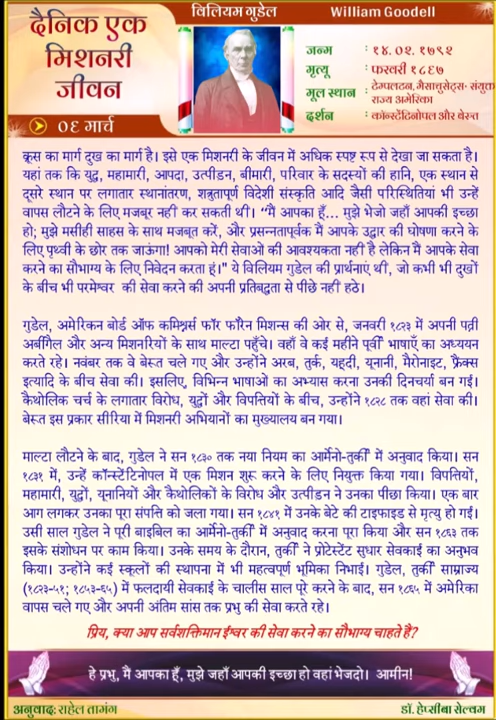 दैनिक एक
मिशनरी
जीवन
०६ मार्च
विलियम गुडेल William Goodell
जन्म : १४. ०२. १७९२
मृत्यू : फरवरी १८६७
मूल स्थान : टेम्पलटन, मैसाचुसेट्स- संयुक्त
राज्य अमेरिका
दर्शन : कॉन्स्टेंटिनोपल और बेरुत
क्रूस का मार्ग दुख का मार्ग है। इसे एक मिशनरी के जीवन में अधिक स्पष्ट रूप से देखा जा सकता है।
यहां तक कि युद्व, महामारी, आपदा, उत्पीडन, बीमारी, परिवार के सदस्यों की हानि, एक स्थान से
दूसरे स्थान पर लगातार स्थानांतरण, शत्रुतापूर्ण विदेशी संस्कृति आदि जैसी परिस्थितियां भी उन्हें
वापस लौटने के लिए मजबूर नहीं कर सकती थीं। “मैं आपका हूँ... मुझे भेजो जहाँ आपकी इच्छा
हो; मुझे मसीही साहस के साथ मजबूत करें, और प्रसन्नतापूर्वक मैं आपके उद्वार की घोषणा करने के
लिए पृथ्वी के छोर तक जाऊंगा! आपको मेरी सेवाओं की आवश्यकता नहीं है लेकिन मैं आपके सेवा
करने का सौभाग्य के लिए निवेदन करता हूं।" ये विलियम गुडेल की प्रार्थनाएं थीं, जो कभी भी दुखों
के बीच भी परमेश्वर की सेवा करने की अपनी प्रतिबद्वता से पीछे नहीं हठे।
गुडेल, अमेरिकन बोर्ड ऑफ कमिश्नर्स फॉर फॉरेन मिशन्स की ओर से, जनवरी १८२३ में अपनी पत्नी
अबीगैल और अन्य मिशनरियों के साथ माल्टा पहुँचे। वहाँ वे कई महीने पूर्वी भाषाएँ का अध्ययन
करते रहे। नवंबर तक वे बेरूत चले गए और उन्होंने अरब, तुर्क, यहूदी, यूनानी, मैरोनाइट, फ्रैंक्स
इत्यादि के बीच सेवा की। इसलिए, विभिन्न भाषाओं का अभ्यास करना उनकी दिनचर्या बन गई।
कैथोलिक चर्च के लगातार विरोध, युद्वों और विपत्तियों के बीच, उन्होंने १८२८ तक वहां सेवा की।
बेरूत इस प्रकार सीरिया में मिशनरी अभियानों का मुख्यालय बन गया।
माल्टा लौटने के बाद, गुडेल ने सन १८३० तक नया नियम का आर्मेनो-तुर्की में अनुवाद किया। सन
१८३१ में, उन्हें कॉन्स्टेंटिनोपल में एक मिशन शुरू करने के लिए नियुक्त किया गया। विपत्तियों,
महामारी, युद्वों, यूनानियों और कैथोलिकों के विरोध और उत्पीडन ने उनका पीछा किया। एक बार
आग लगकर उनका पूरा संपत्ति को जला गया। सन १८४१ में उनके बेटे की टाइफाइड से मृत्यु हो गई।
उसी साल गुडेल ने पूरी बाइबिल का आर्मेनो-तुर्की में अनुवाद करना पूरा किया और सन १८६३ तक
इसके संशोधन पर काम किया। उनके समय के दौरान, तुर्की ने प्रोटेस्टेंट सुधार सेवकाई का अनुभव
किया। उन्होंने कई स्कूलों की स्थापना में भी महत्वपूर्ण भूमिका निभाई। गुडेल, तुर्की साम्राज्य
(१८२३-५१; १८५३-६५) में फलदायी सेवकाई के चालीस साल पूरे करने के बाद, सन १८६५ में अमेरिका
वापस चले गए और अपनी अंतिम सांस तक प्रभु की सेवा करते रहे।
प्रिय, क्या आप सर्वशक्तिमान ईश्वर की सेवा करने का सौभाग्य चाहते हैं?
हे प्रभु, मैं आपका हूँ, मुझे जहाँ आपकी इच्छा हो वहां भेजदो। आमीन!
अनुवाद: राहेल तामंग डॉ. हेप्सीबा सेल्वम